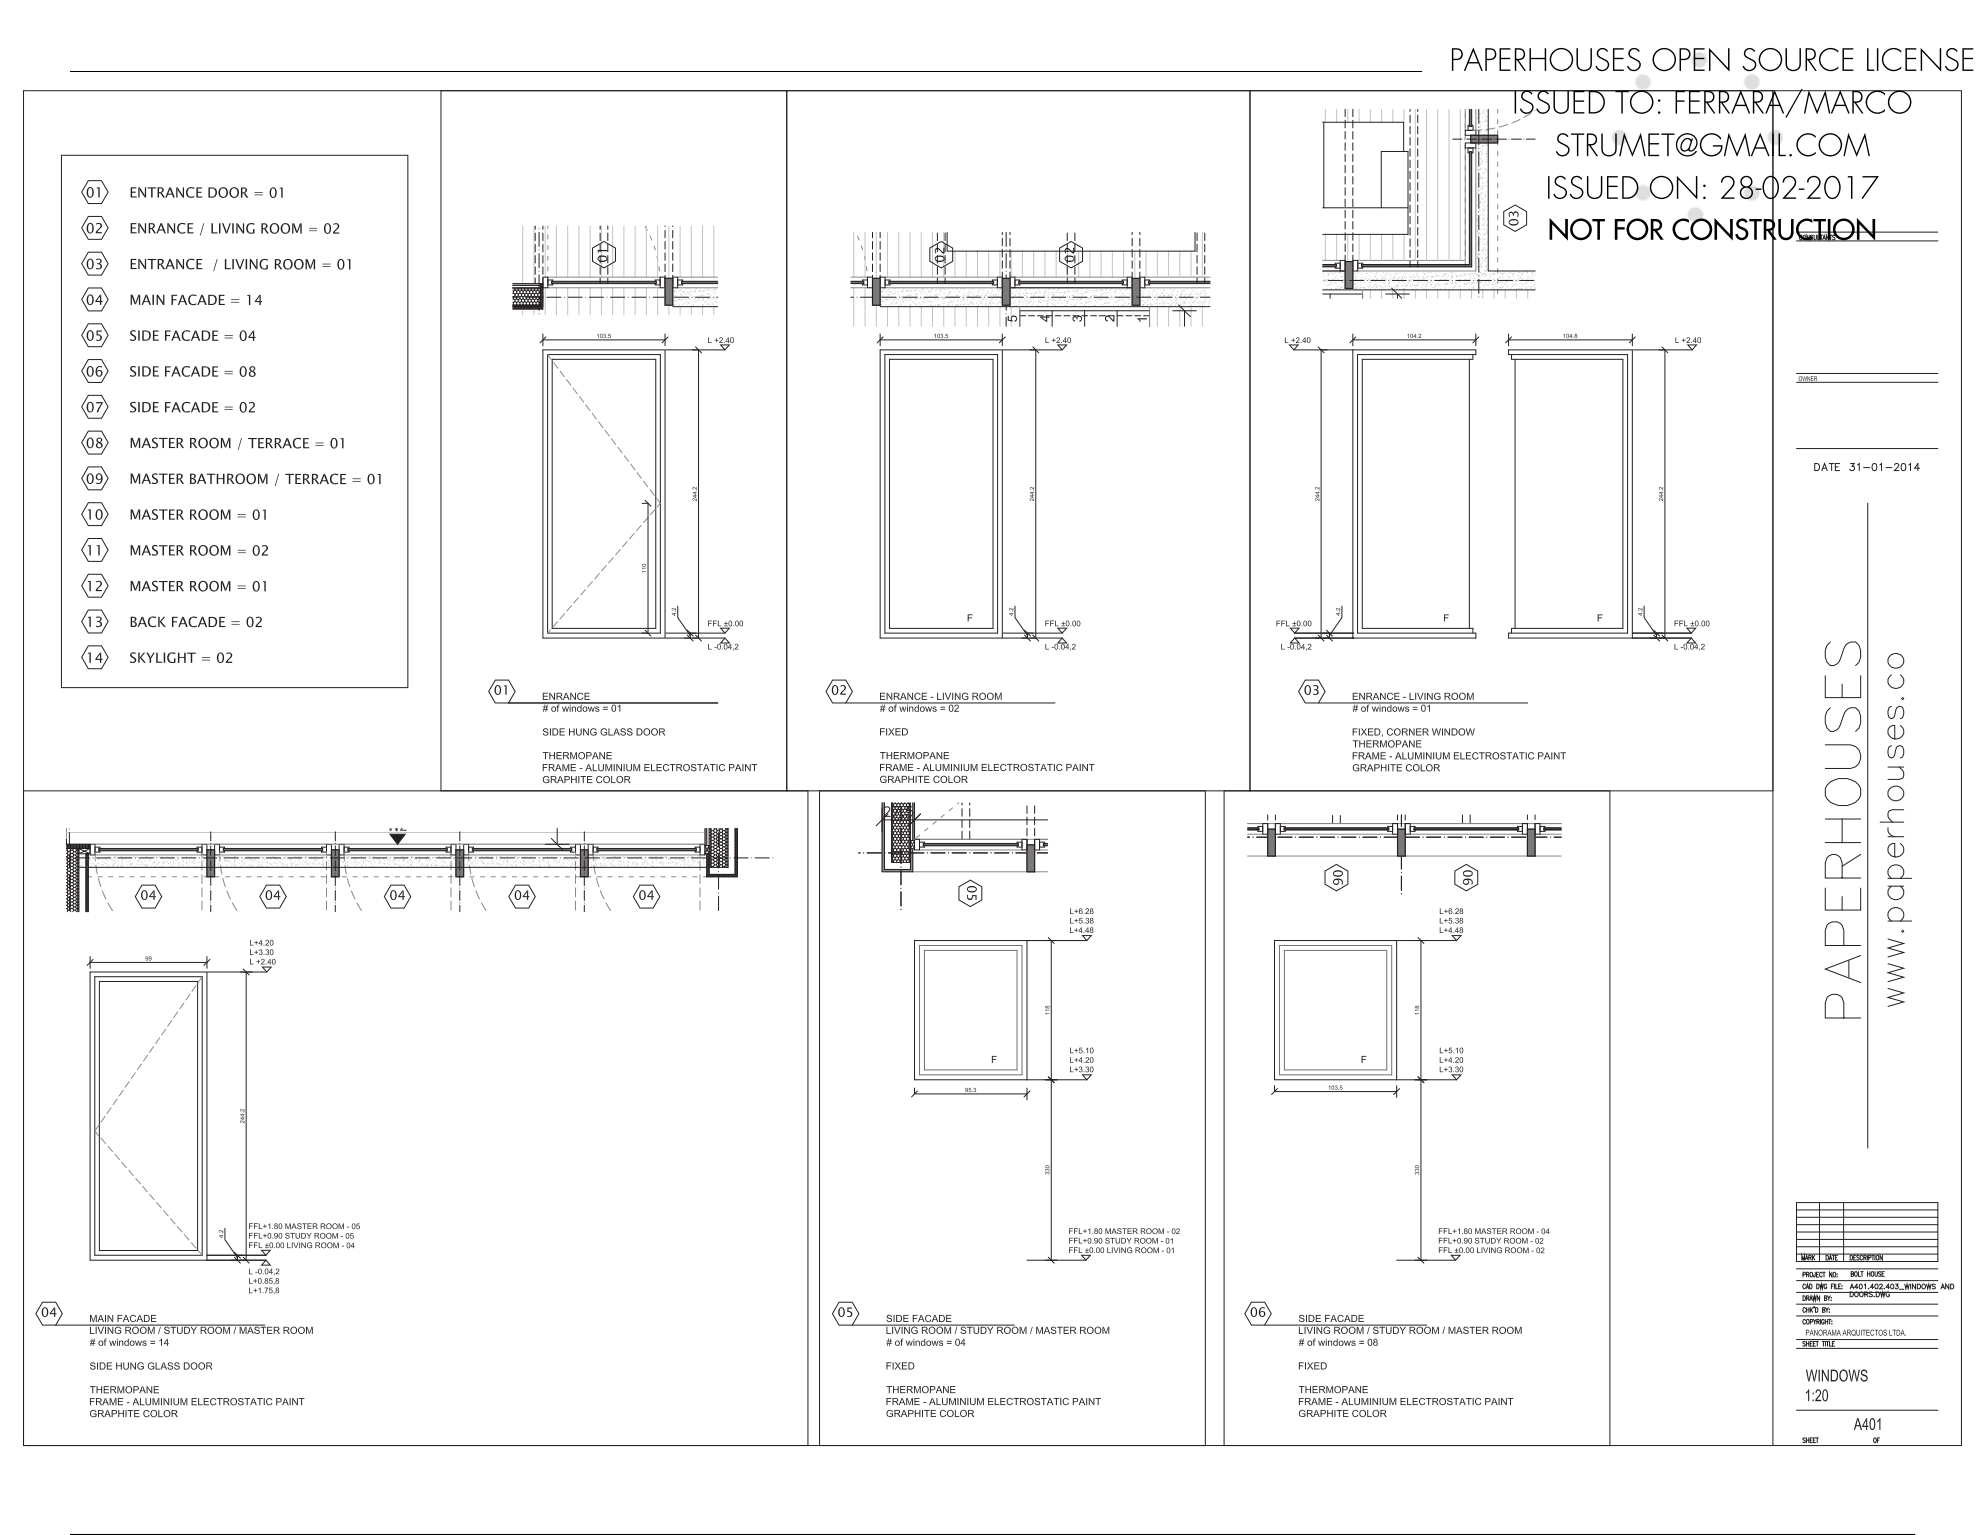 PAPERHOUSES OPEN SOURCE LICENSE
ISSUED TO: FERRARA/MARCO
STRUMET@GMAIL.COM
ISSUED ON: 28-02-2017
NOT FOR CONSTRUCTION
01 ENTRANCE DOOR = 01
02 ENRANCE / LIVING ROOM = 02
03 ENTRANCE / LIVING ROOM = 01
04 MAIN FACADE = 14
05 SIDE FACADE = 04
06 SIDE FACADE = 08
07 SIDE FACADE = 02
08 MASTER ROOM / TERRACE = 01
09 MASTER BATHROOM / TERRACE = 01
10 MASTER ROOM = 01
11 MASTER ROOM = 02
12 MASTER ROOM = 01
13 BACK FACADE = 02
14 SKYLIGHT = 02
01
103.5
L +2.40
244.2
110
4.2
FFL ±0.00
L -0.04,2
01 ENRANCE
# of windows = 01
SIDE HUNG GLASS DOOR
THERMOPANE
FRAME - ALUMINIUM ELECTROSTATIC PAINT
GRAPHITE COLOR
02 02
5 4 3 2 1
103.5
L +2.40
244.2
F
4.2
FFL ±0.00
L -0.04,2
02 ENRANCE - LIVING ROOM
# of windows = 02
FIXED
THERMOPANE
FRAME - ALUMINIUM ELECTROSTATIC PAINT
GRAPHITE COLOR
03
L +2.40 104.2 104.8 L +2.40
244.2 244.2
4.2 F F 4.2
FFL ±0.00 FFL ±0.00
L -0.04,2 L -0.04,2
03 ENRANCE - LIVING ROOM
# of windows = 01
FIXED, CORNER WINDOW
THERMOPANE
FRAME - ALUMINIUM ELECTROSTATIC PAINT
GRAPHITE COLOR
04 04 04 04 04
99
L+4.20
L+3.30
L +2.40
244.2
4.2
FFL+1.80 MASTER ROOM - 05
FFL+0.90 STUDY ROOM - 05
FFL ±0.00 LIVING ROOM - 04
L -0.04,2
L+0.85,8
L+1.75,8
04 MAIN FACADE
LIVING ROOM / STUDY ROOM / MASTER ROOM
# of windows = 14
SIDE HUNG GLASS DOOR
THERMOPANE
FRAME - ALUMINIUM ELECTROSTATIC PAINT
GRAPHITE COLOR
05
L+6.28
L+5.38
L+4.48
118
F
L+5.10
L+4.20
L+3.30
95.3
330
FFL+1.80 MASTER ROOM - 02
FFL+0.90 STUDY ROOM - 01
FFL ±0.00 LIVING ROOM - 01
05 SIDE FACADE
LIVING ROOM / STUDY ROOM / MASTER ROOM
# of windows = 04
FIXED
THERMOPANE
FRAME - ALUMINIUM ELECTROSTATIC PAINT
GRAPHITE COLOR
06 06
L+6.28
L+5.38
L+4.48
118
F
L+5.10
L+4.20
L+3.30
103.5
330
FFL+1.80 MASTER ROOM - 04
FFL+0.90 STUDY ROOM - 02
FFL ±0.00 LIVING ROOM - 02
06 SIDE FACADE
LIVING ROOM / STUDY ROOM / MASTER ROOM
# of windows = 08
FIXED
THERMOPANE
FRAME - ALUMINIUM ELECTROSTATIC PAINT
GRAPHITE COLOR
CONSULTANTS
OWNER
DATE 31-01-2014
PAPERHOUSES
www.paperhouses.co
MARK DATE DESCRIPTION
PROJECT NO: BOLT HOUSE
CAD DWG FILE: A401.402.403_WINDOWS AND
DOORS.DWG
DRAWN BY:
CHK'D BY:
COPYRIGHT:
PANORAMA ARQUITECTOS LTDA.
SHEET TITLE
WINDOWS
1:20
A401
SHEET OF